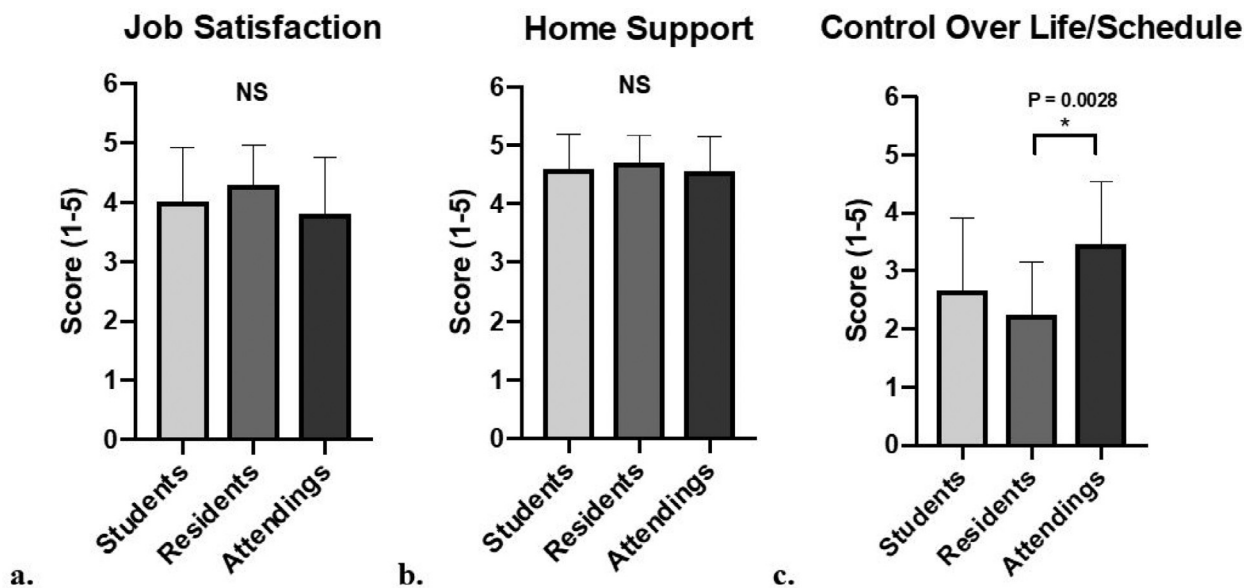 Job Satisfaction
NS
Score (1-5)
6
5
4
3
2
1
0
Students
Residents
Attendings
a.
Home Support
NS
Score (1-5)
6
5
4
3
2
1
0
Students
Residents
Attendings
b.
Control Over Life/Schedule
P = 0.0028
*
Score (1-5)
6
5
4
3
2
1
0
Students
Residents
Attendings
c.